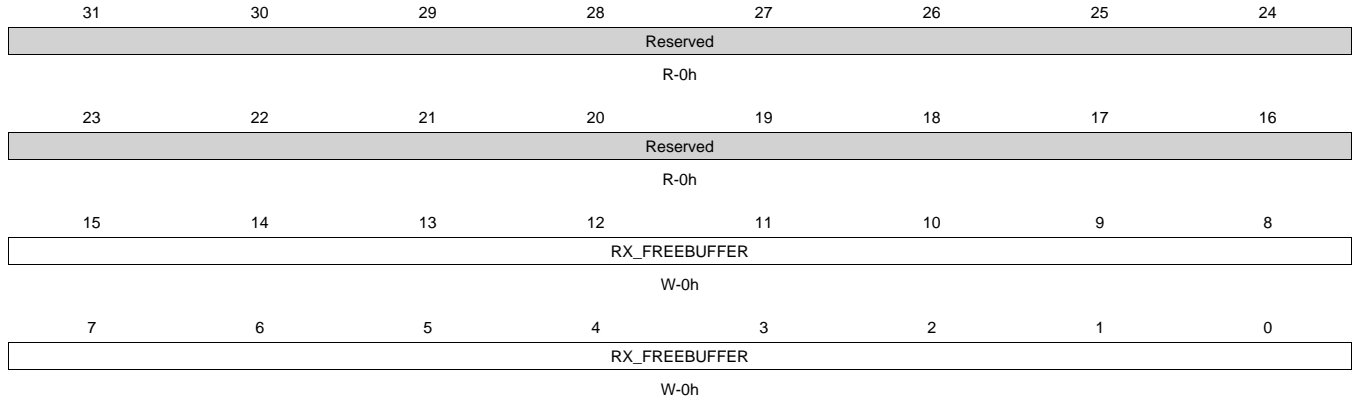 31 30 29 28 27 26 25 24
Reserved
R-0h
23 22 21 20 19 18 17 16
Reserved
R-0h
15 14 13 12 11 10 9 8
RX_FREEBUFFER
W-0h
7 6 5 4 3 2 1 0
RX_FREEBUFFER
W-0h